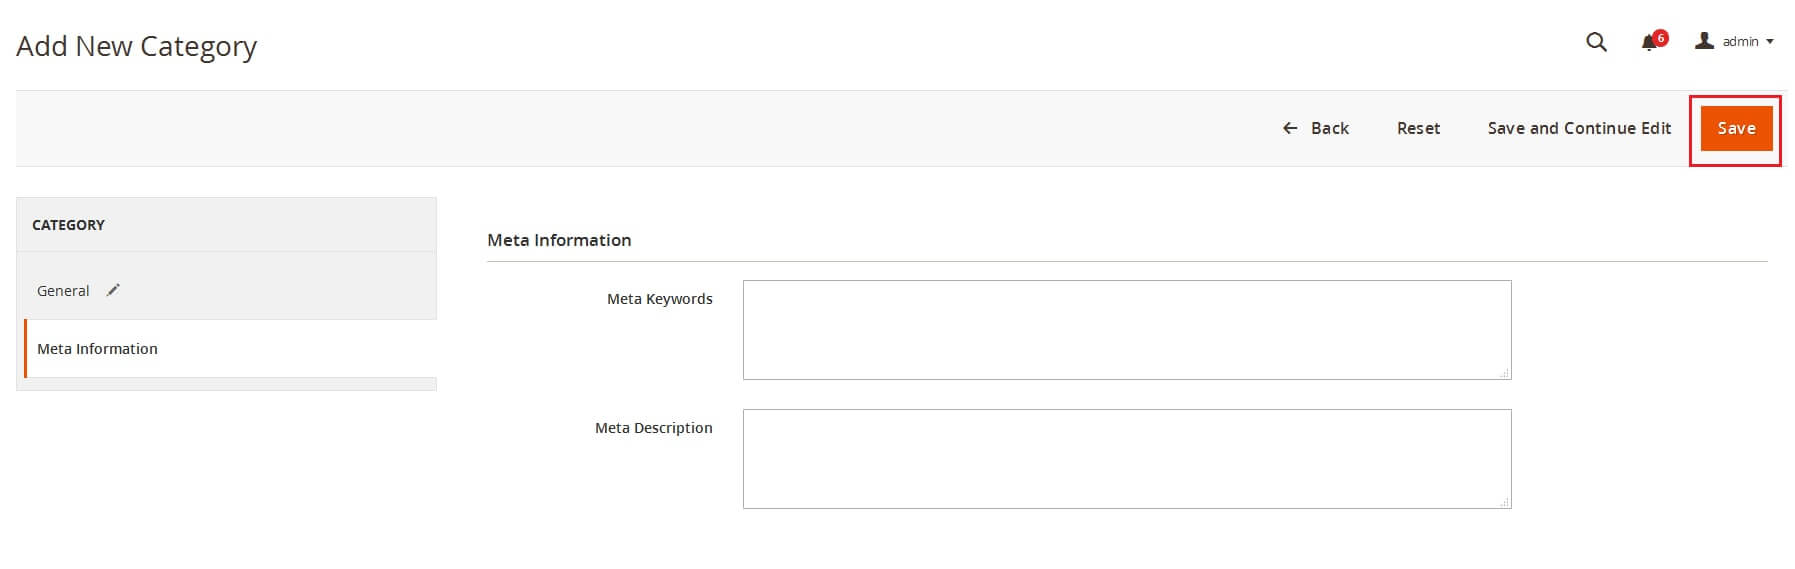 Add New Category
6
admin
Back
Reset
Save and Continue Edit
Save
CATEGORY
General
Meta Information
Meta Information
Meta Keywords
Meta Description